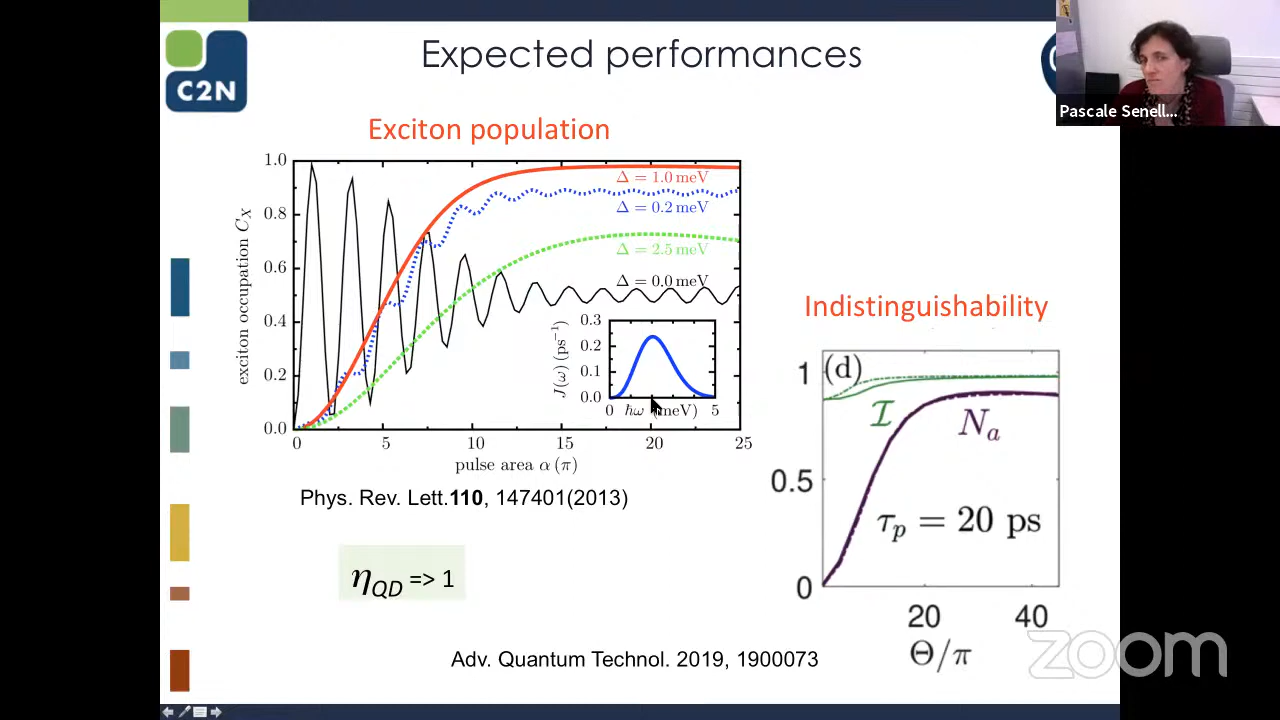 Expected performances
C2N
Pascale Senell...
Exciton population
1.0
0.8
0.6
0.4
0.2
0.0
exciton occupation C_X
Δ = 1.0 meV
Δ = 0.2 meV
Δ = 2.5 meV
Δ = 0.0 meV
0.3
0.2
0.1
0.0
J(ω) (ps⁻¹)
0 ħω (meV) 5
0 5 10 15 20 25
pulse area α (π)
Phys. Rev. Lett.110, 147401(2013)
η_QD => 1
Indistinguishability
(d)
1
0.5
0
I
N_a
τ_p = 20 ps
20 40
Θ/π
Adv. Quantum Technol. 2019, 1900073
zoom